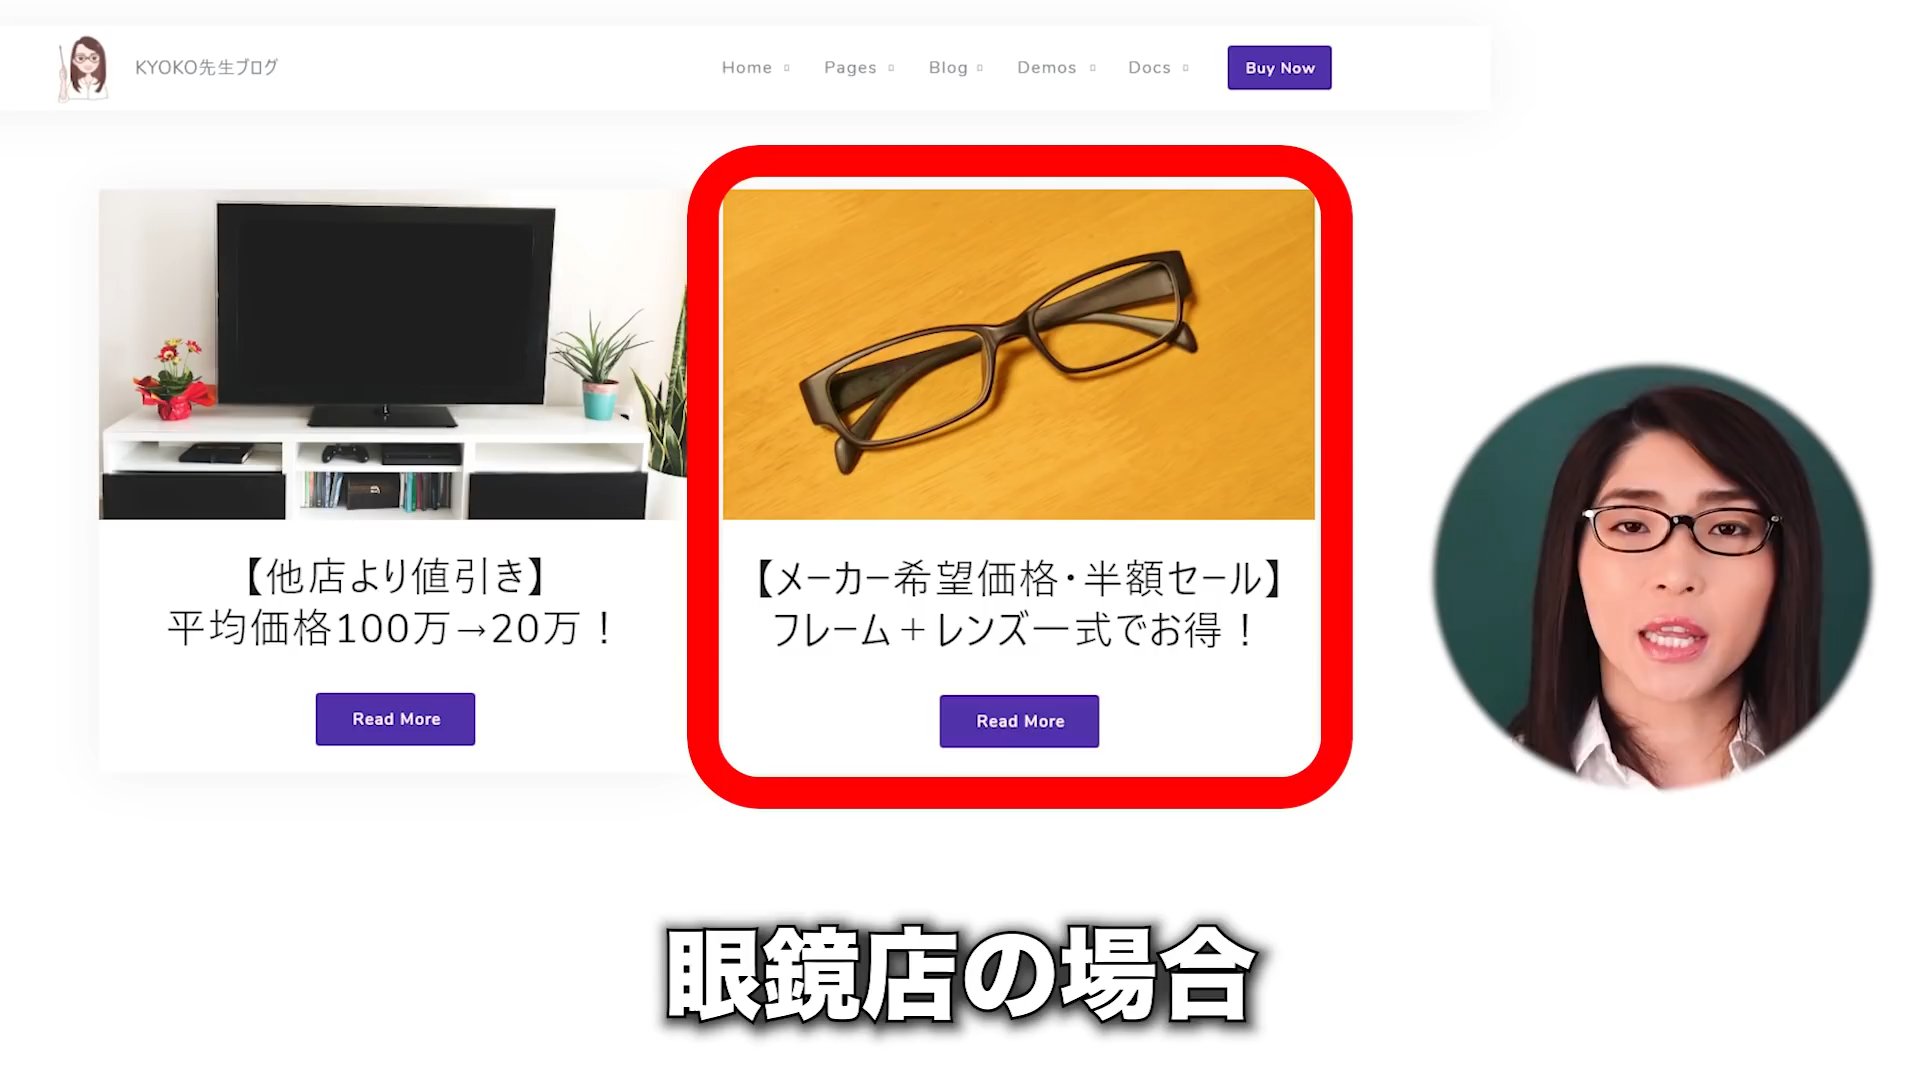 KYOKO先生ブログ
Home
Pages
Blog
Demos
Docs
Buy Now
【他店より値引き】
平均価格100万→20万！
Read More
【メーカー希望価格・半額セール】
フレーム＋レンズ一式でお得！
Read More
眼鏡店の場合